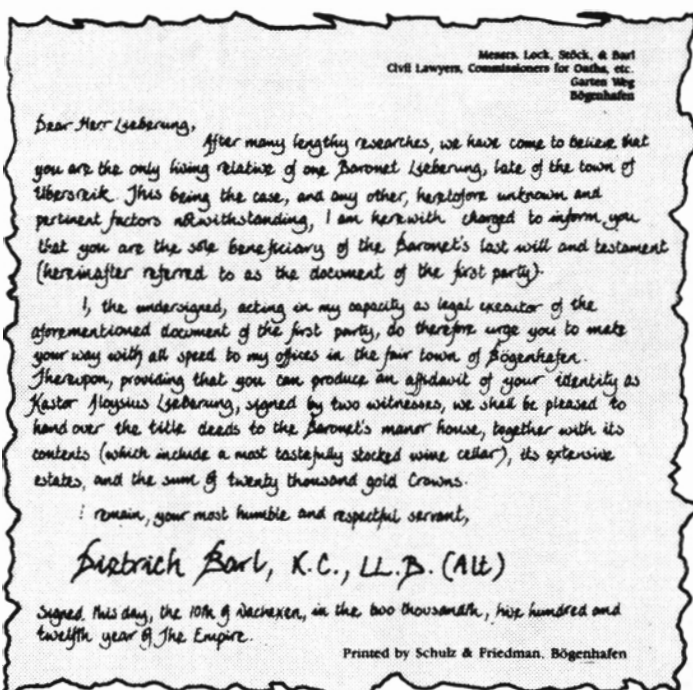 Messrs. Lock, Stöck, & Barl
Civil Lawyers, Commissioners for Oaths, etc.
Garten Weg
Bögenhafen
Dear Herr Lieberung,
After many lengthy researches, we have come to believe that
you are the only living relative of one Baronet Lieberung, late of the town of
Ubersreik. This being the case, and any other, heretofore unknown and
pertinent factors notwithstanding, I am herewith charged to inform you
that you are the sole beneficiary of the Baronet's last will and testament
(hereinafter referred to as the document of the first party).
I, the undersigned, acting in my capacity as legal executor of the
aforementioned document of the first party, do therefore urge you to make
your way with all speed to my offices in the fair town of Bögenhafen.
Thereupon, providing that you can produce an affidavit of your identity as
Kastor Aloysius Lieberung, signed by two witnesses, we shall be pleased to
hand over the title deeds to the Baronet's manor house, together with its
contents (which include a most tastefully stocked wine cellar), its extensive
estates, and the sum of twenty thousand gold Crowns.
I remain, your most humble and respectful servant,
Dietrich Barl, K.C., LL.B. (Alt)
Signed this day, the 10th of Nachexen, in the two thousandth, five hundred and
twelfth year of The Empire.
Printed by Schulz & Friedman, Bögenhafen